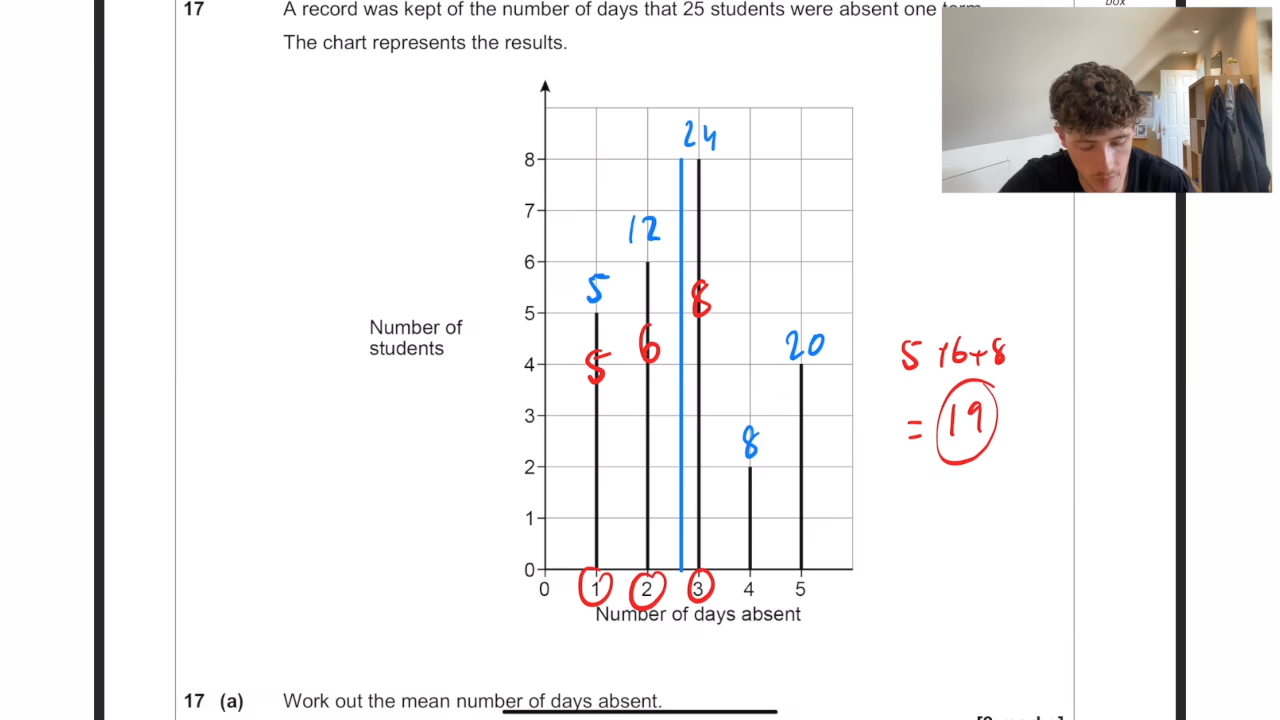 box
17 A record was kept of the number of days that 25 students were absent one term.
The chart represents the results.
24
8
7
12
6
5
5
8
Number of
students
20
5 + 6 + 8
6
4
5
= 19
3
8
2
1
0
0 1 2 3 4 5
Number of days absent
17 (a) Work out the mean number of days absent.